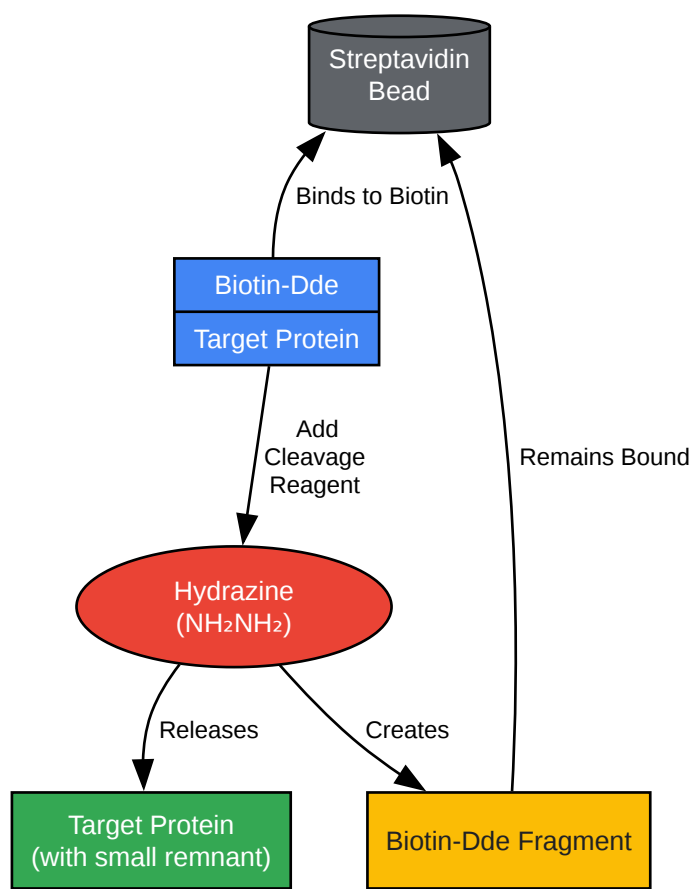 Streptavidin
Bead
Binds to Biotin
Biotin-Dde
Target Protein
Add
Cleavage
Reagent
Remains Bound
Hydrazine
(NH₂NH₂)
Releases
Creates
Target Protein
(with small remnant)
Biotin-Dde Fragment